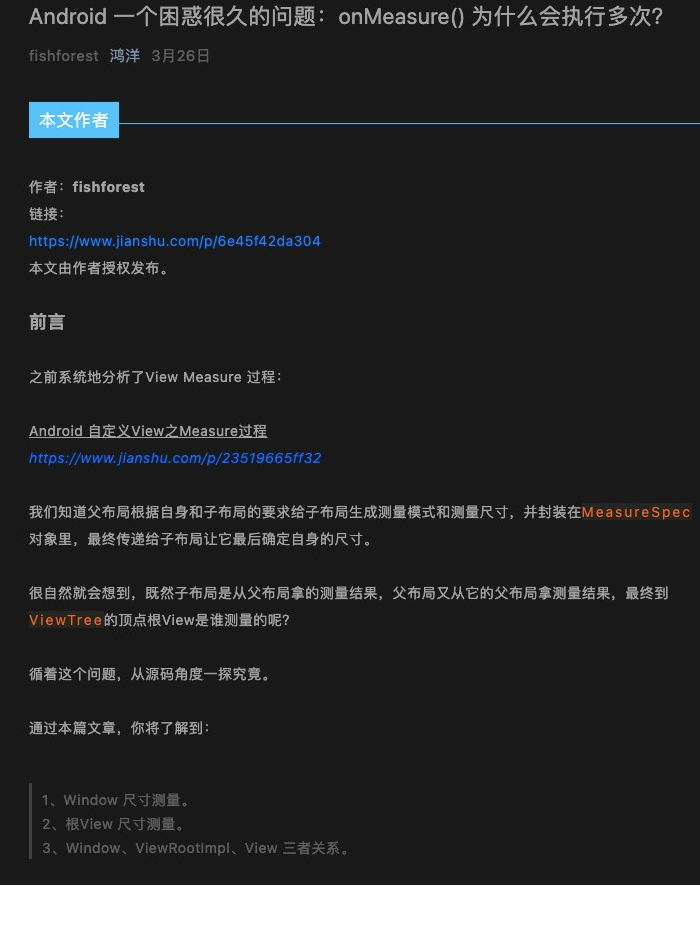 Android 一个困惑很久的问题：onMeasure() 为什么会执行多次?
fishforest 鸿洋 3月26日
本文作者
作者：fishforest
链接：
https://www.jianshu.com/p/6e45f42da304
本文由作者授权发布。
前言
之前系统地分析了View Measure 过程：
Android 自定义View之Measure过程
https://www.jianshu.com/p/23519665ff32
我们知道父布局根据自身和子布局的要求给子布局生成测量模式和测量尺寸，并封装在MeasureSpec
对象里，最终传递给子布局让它最后确定自身的尺寸。
很自然就会想到，既然子布局是从父布局拿的测量结果，父布局又从它的父布局拿测量结果，最终到
ViewTree的顶点根View是谁测量的呢?
循着这个问题，从源码角度一探究竟。
通过本篇文章，你将了解到：
1、Window 尺寸测量。
2、根View 尺寸测量。
3、Window、ViewRootImpl、View 三者关系。